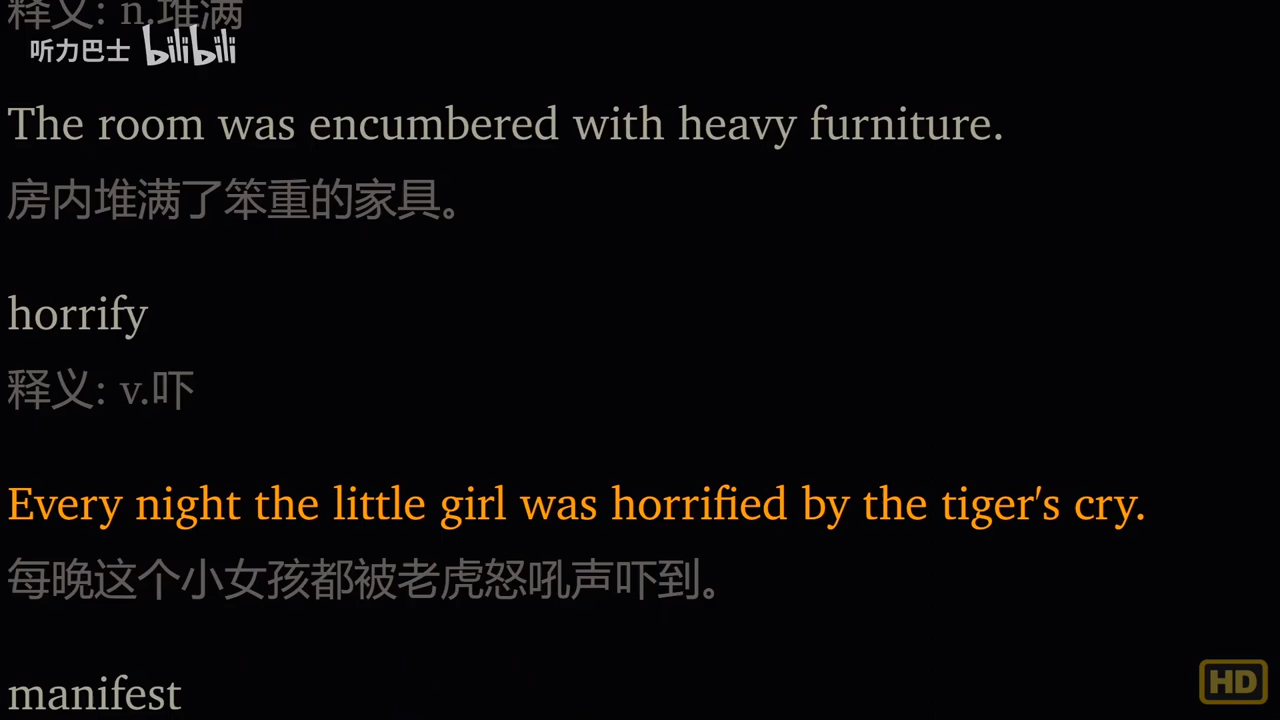 释义: n.堆满
听力巴士 bilibili
The room was encumbered with heavy furniture.
房内堆满了笨重的家具。
horrify
释义: v.吓
Every night the little girl was horrified by the tiger's cry.
每晚这个小女孩都被老虎怒吼声吓到。
manifest
HD